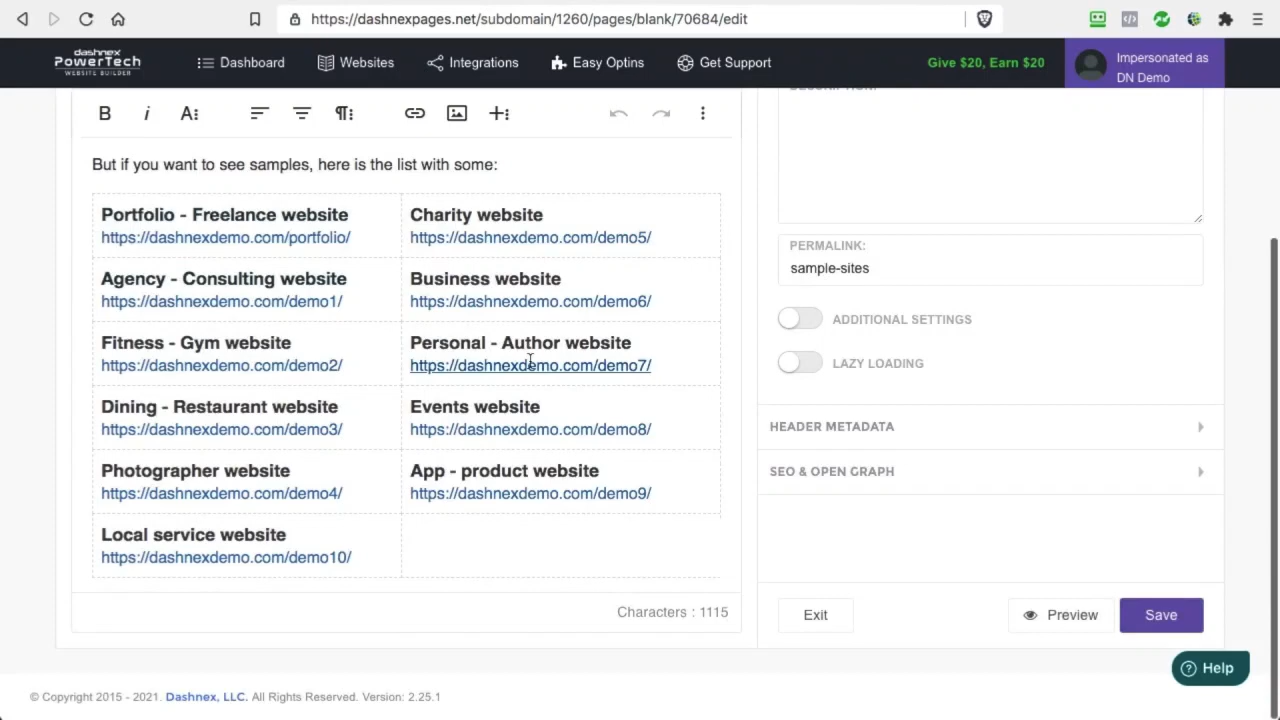 https://dashnexpages.net/subdomain/1260/pages/blank/70684/edit
dashnex
PowerTech
WEBSITE BUILDER
Dashboard
Websites
Integrations
Easy Optins
Get Support
Give $20, Earn $20
Impersonated as
DN Demo
B i A
But if you want to see samples, here is the list with some:
Portfolio - Freelance website
https://dashnexdemo.com/portfolio/
Charity website
https://dashnexdemo.com/demo5/
Agency - Consulting website
https://dashnexdemo.com/demo1/
Business website
https://dashnexdemo.com/demo6/
Fitness - Gym website
https://dashnexdemo.com/demo2/
Personal - Author website
https://dashnexdemo.com/demo7/
Dining - Restaurant website
https://dashnexdemo.com/demo3/
Events website
https://dashnexdemo.com/demo8/
Photographer website
https://dashnexdemo.com/demo4/
App - product website
https://dashnexdemo.com/demo9/
Local service website
https://dashnexdemo.com/demo10/
Characters : 1115
PERMALINK:
sample-sites
ADDITIONAL SETTINGS
LAZY LOADING
HEADER METADATA
SEO & OPEN GRAPH
Exit
Preview
Save
Help
© Copyright 2015 - 2021. Dashnex, LLC. All Rights Reserved. Version: 2.25.1